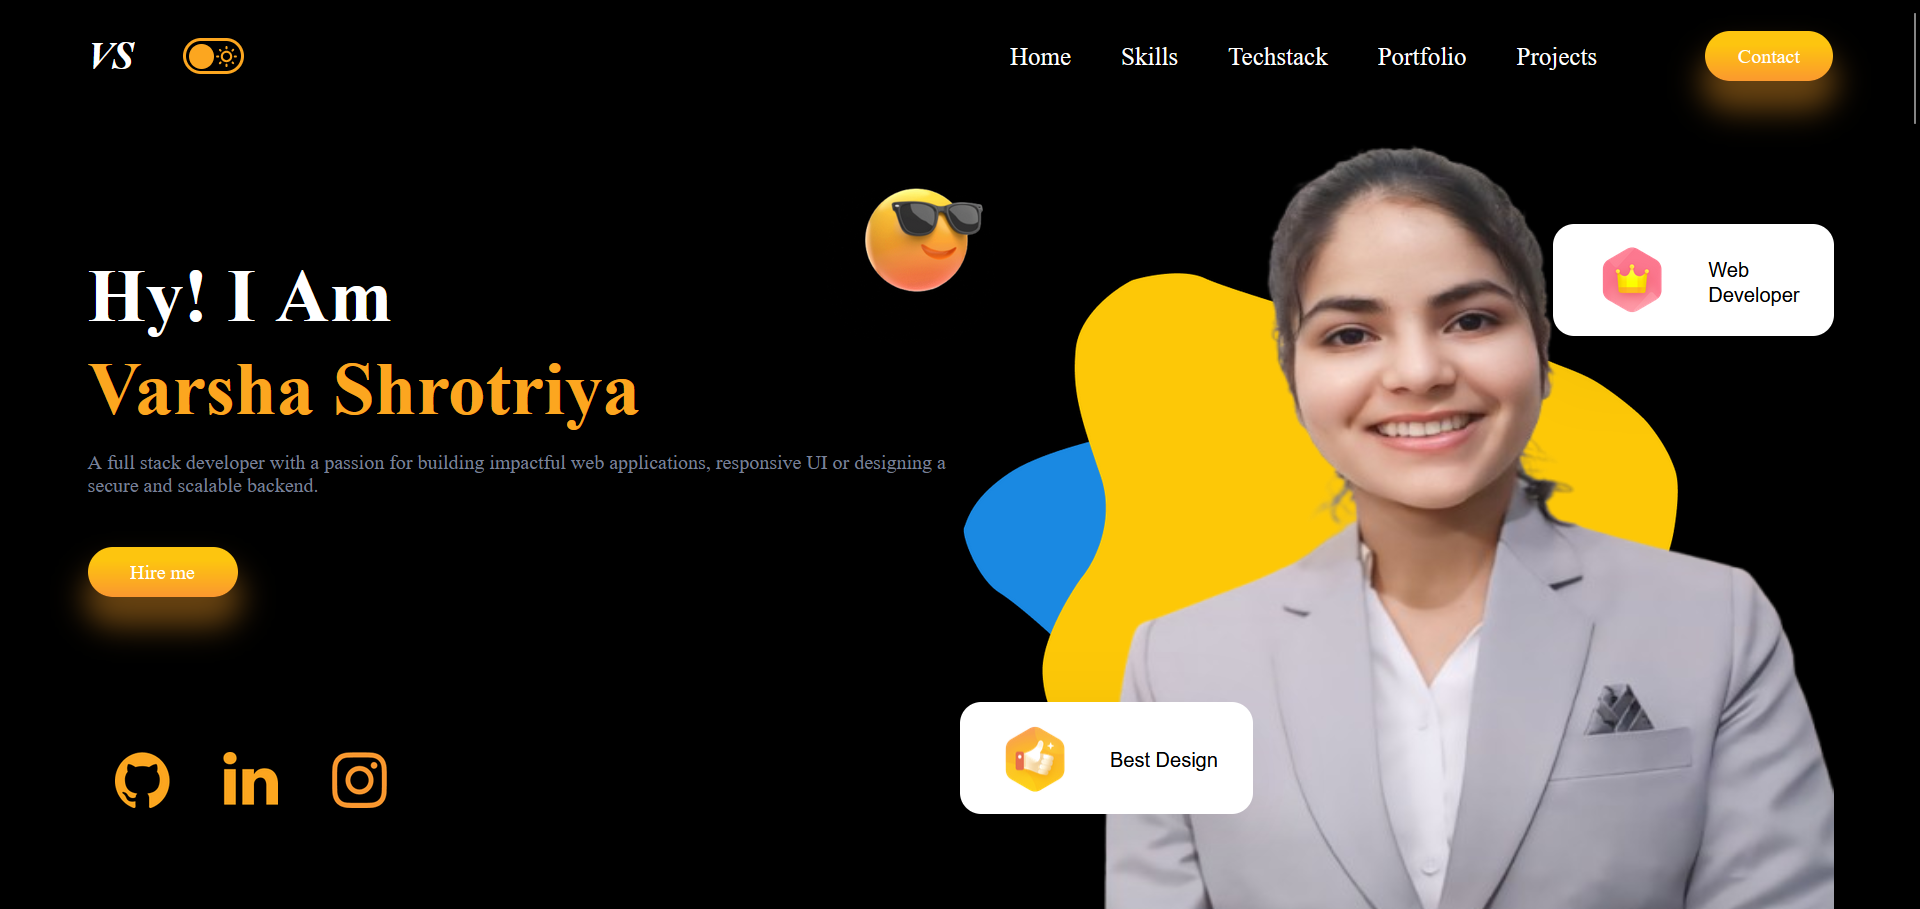 VS
Home Skills Techstack Portfolio Projects Contact
Hy! I Am
Varsha Shrotriya
A full stack developer with a passion for building impactful web applications, responsive UI or designing a
secure and scalable backend.
Hire me
Web
Developer
Best Design